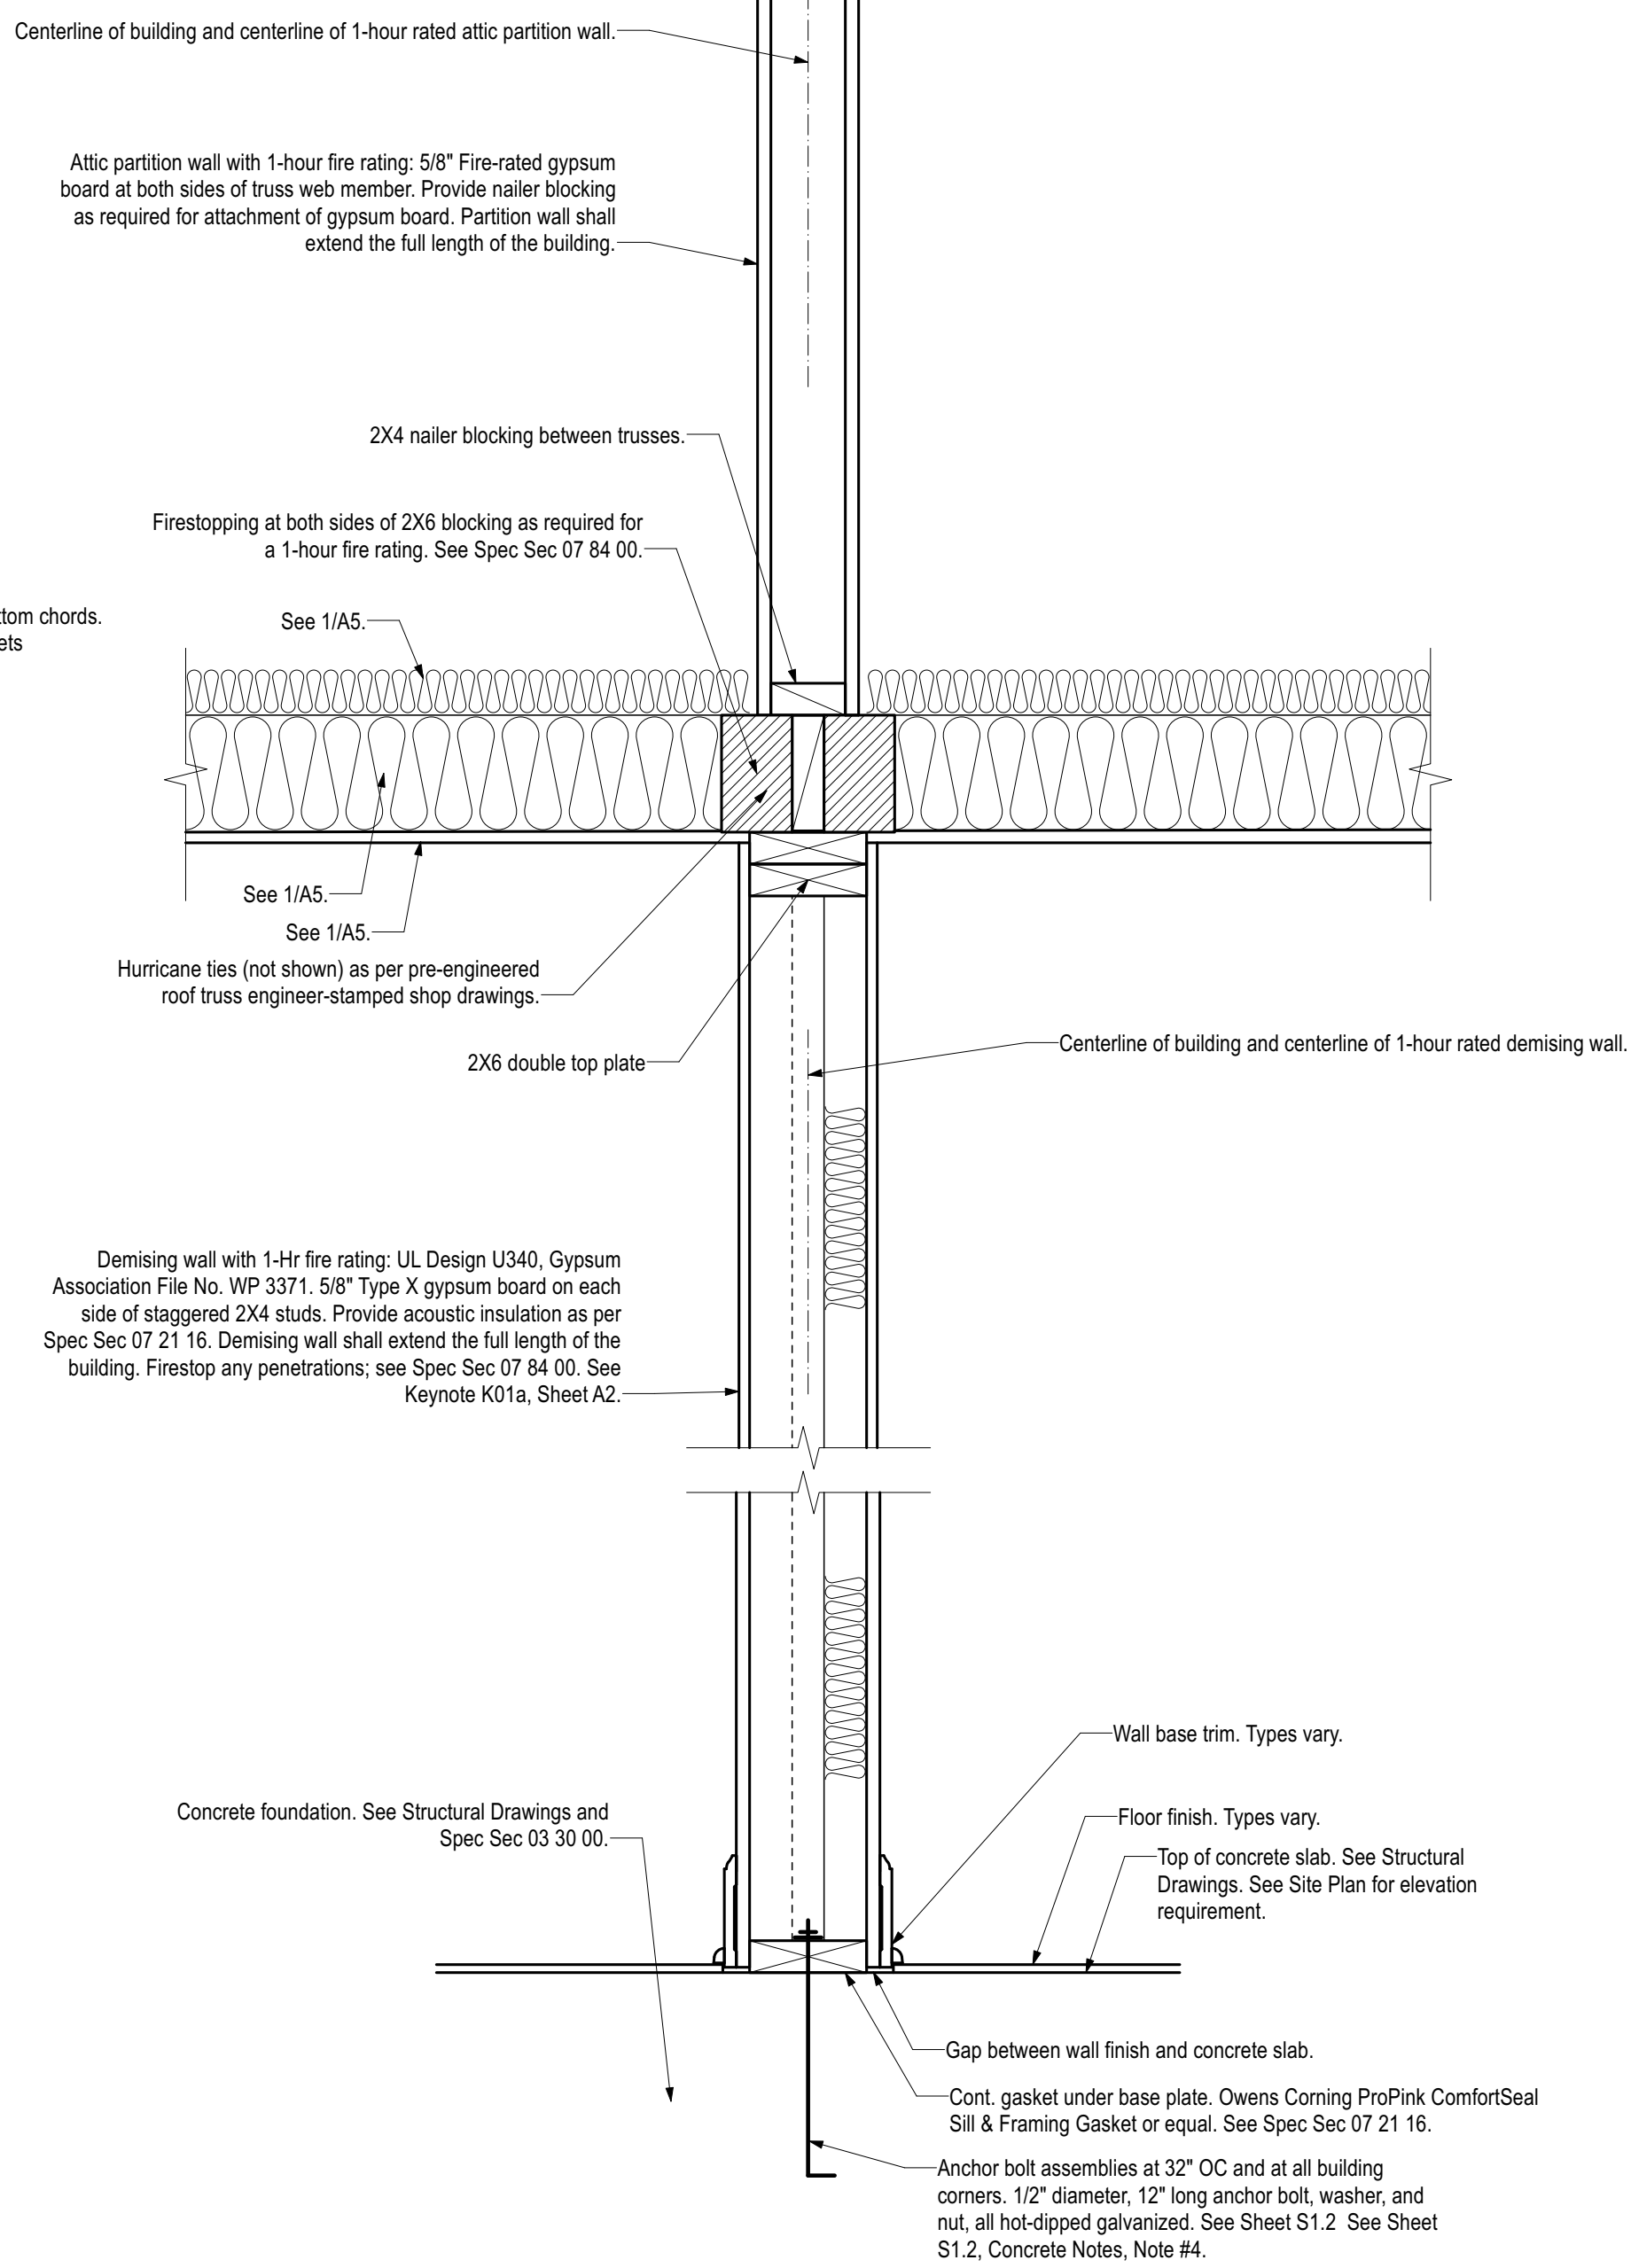 Centerline of building and centerline of 1-hour rated attic partition wall.
Attic partition wall with 1-hour fire rating: 5/8" Fire-rated gypsum
board at both sides of truss web member. Provide nailer blocking
as required for attachment of gypsum board. Partition wall shall
extend the full length of the building.
2X4 nailer blocking between trusses.
Firestopping at both sides of 2X6 blocking as required for
a 1-hour fire rating. See Spec Sec 07 84 00.
ttom chords.
ets
See 1/A5.
See 1/A5.
See 1/A5.
Hurricane ties (not shown) as per pre-engineered
roof truss engineer-stamped shop drawings.
2X6 double top plate
Centerline of building and centerline of 1-hour rated demising wall.
Demising wall with 1-Hr fire rating: UL Design U340, Gypsum
Association File No. WP 3371. 5/8" Type X gypsum board on each
side of staggered 2X4 studs. Provide acoustic insulation as per
Spec Sec 07 21 16. Demising wall shall extend the full length of the
building. Firestop any penetrations; see Spec Sec 07 84 00. See
Keynote K01a, Sheet A2.
Wall base trim. Types vary.
Concrete foundation. See Structural Drawings and
Spec Sec 03 30 00.
Floor finish. Types vary.
Top of concrete slab. See Structural
Drawings. See Site Plan for elevation
requirement.
Gap between wall finish and concrete slab.
Cont. gasket under base plate. Owens Corning ProPink ComfortSeal
Sill & Framing Gasket or equal. See Spec Sec 07 21 16.
Anchor bolt assemblies at 32" OC and at all building
corners. 1/2" diameter, 12" long anchor bolt, washer, and
nut, all hot-dipped galvanized. See Sheet S1.2 See Sheet
S1.2, Concrete Notes, Note #4.